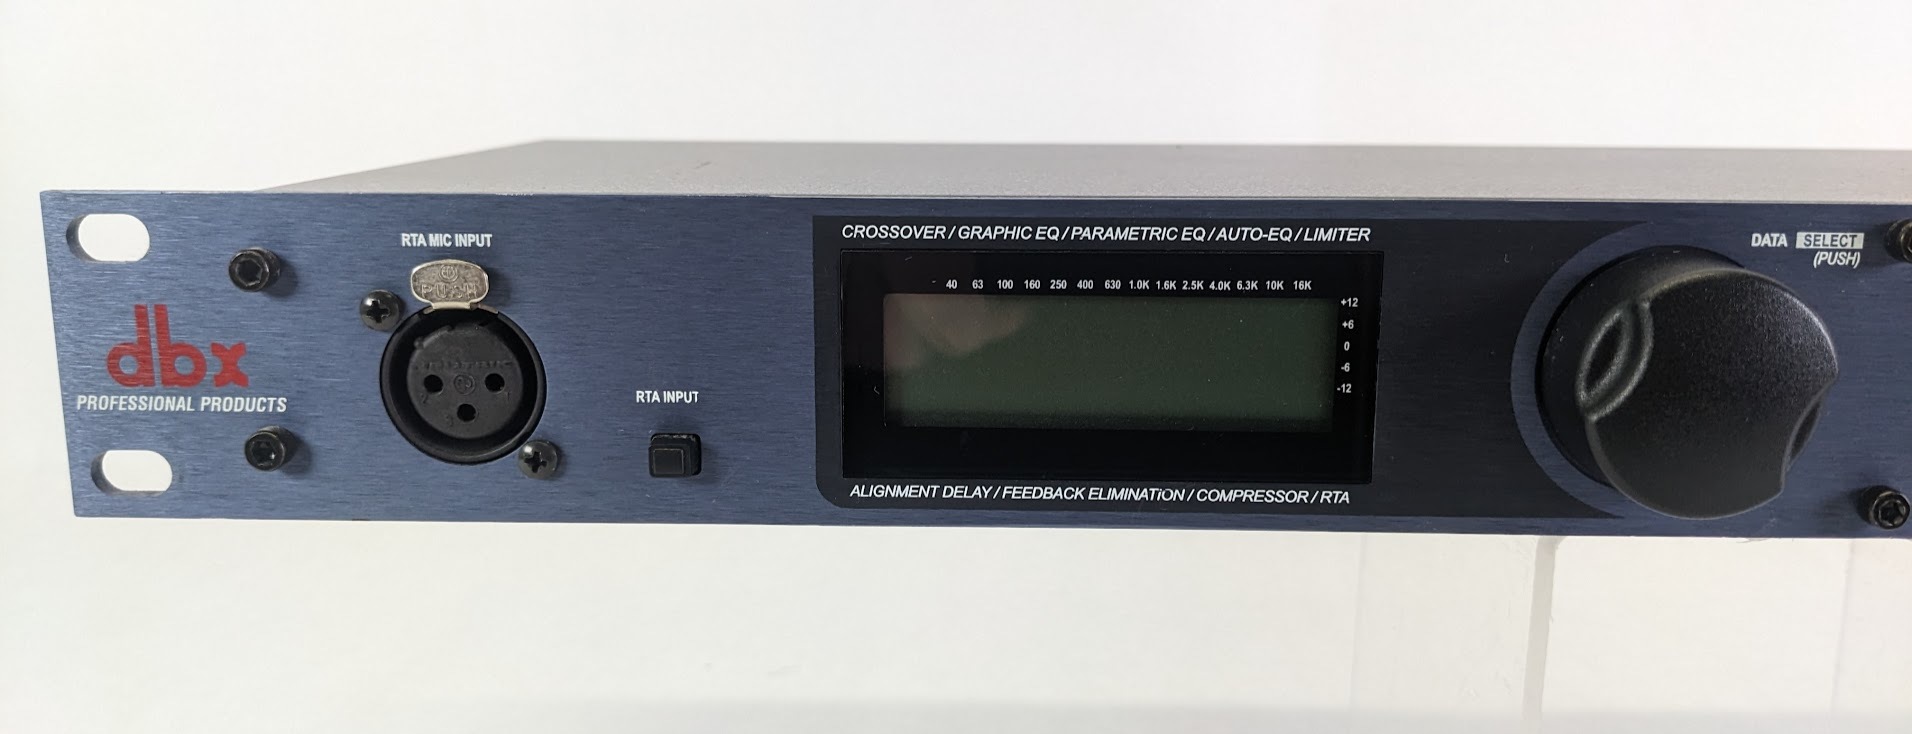 dbx
PROFESSIONAL PRODUCTS
RTA MIC INPUT
PUSH
RTA INPUT
CROSSOVER / GRAPHIC EQ / PARAMETRIC EQ / AUTO-EQ / LIMITER
40 63 100 160 250 400 630 1.0K 1.6K 2.5K 4.0K 6.3K 10K 16K
+12
+6
0
-6
-12
ALIGNMENT DELAY / FEEDBACK ELIMINATION / COMPRESSOR / RTA
DATA SELECT
(PUSH)